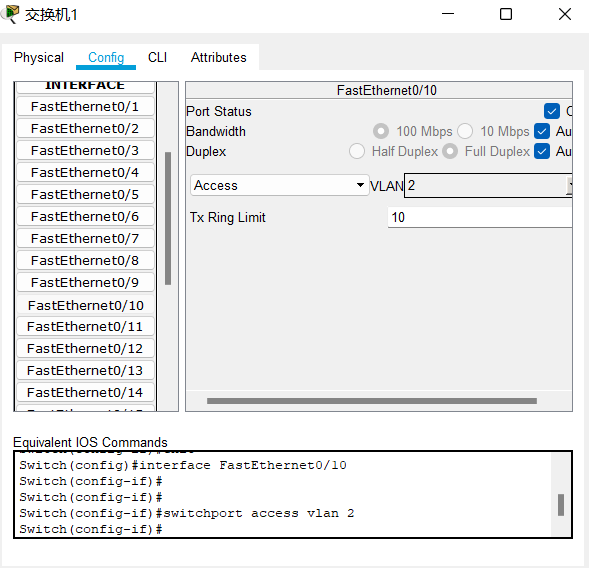 交换机1
Physical Config CLI Attributes
INTERFACE
FastEthernet0/1
FastEthernet0/2
FastEthernet0/3
FastEthernet0/4
FastEthernet0/5
FastEthernet0/6
FastEthernet0/7
FastEthernet0/8
FastEthernet0/9
FastEthernet0/10
FastEthernet0/11
FastEthernet0/12
FastEthernet0/13
FastEthernet0/14
FastEthernet0/10
Port Status
Bandwidth 100 Mbps 10 Mbps Au
Duplex Half Duplex Full Duplex Au
Access VLAN 2
Tx Ring Limit 10
Equivalent IOS Commands
Switch(config)#interface FastEthernet0/10
Switch(config-if)#
Switch(config-if)#
Switch(config-if)#switchport access vlan 2
Switch(config-if)#